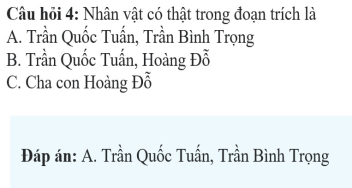 Câu hỏi 4: Nhân vật có thật trong đoạn trích là
A. Trần Quốc Tuấn, Trần Bình Trọng
B. Trần Quốc Tuấn, Hoàng Đỗ
C. Cha con Hoàng Đỗ
Đáp án: A. Trần Quốc Tuấn, Trần Bình Trọng